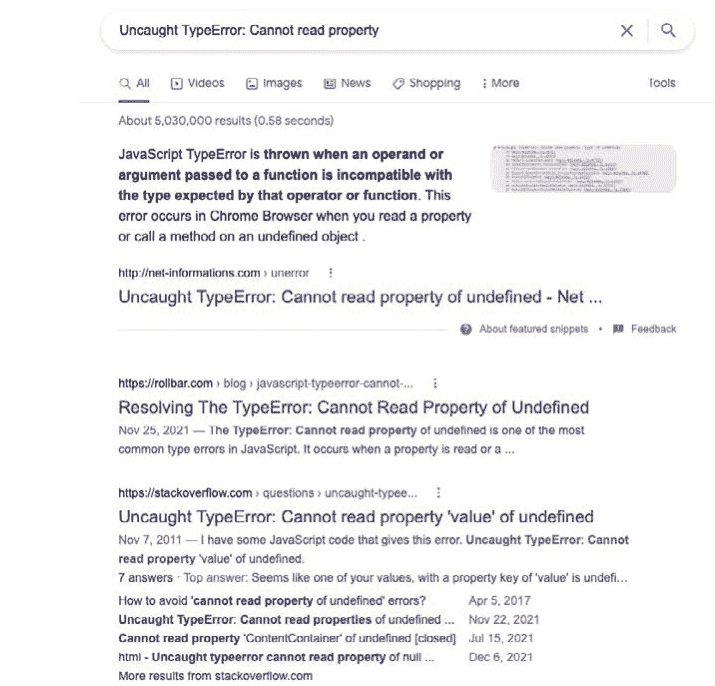 Uncaught TypeError: Cannot read property
All Videos Images News Shopping More Tools
About 5,030,000 results (0.58 seconds)
JavaScript TypeError is thrown when an operand or
argument passed to a function is incompatible with
the type expected by that operator or function. This
error occurs in Chrome Browser when you read a property
or call a method on an undefined object .
http://net-informations.com › unerror
Uncaught TypeError: Cannot read property of undefined - Net ...
About featured snippets • Feedback
https://rollbar.com › blog › javascript-typeerror-cannot-...
Resolving The TypeError: Cannot Read Property of Undefined
Nov 25, 2021 — The TypeError: Cannot read property of undefined is one of the most
common type errors in JavaScript. It occurs when a property is read or a ...
https://stackoverflow.com › questions › uncaught-typee...
Uncaught TypeError: Cannot read property 'value' of undefined
Nov 7, 2011 — I have some JavaScript code that gives this error. Uncaught TypeError: Cannot
read property 'value' of undefined.
7 answers · Top answer: Seems like one of your values, with a property key of 'value' is undefi...
How to avoid 'cannot read property of undefined' errors? Apr 5, 2017
Uncaught TypeError: Cannot read properties of undefined ... Nov 22, 2021
Cannot read property 'ContentContainer' of undefined [closed] Jul 15, 2021
html - Uncaught typeerror cannot read property of null ... Dec 6, 2021
More results from stackoverflow.com